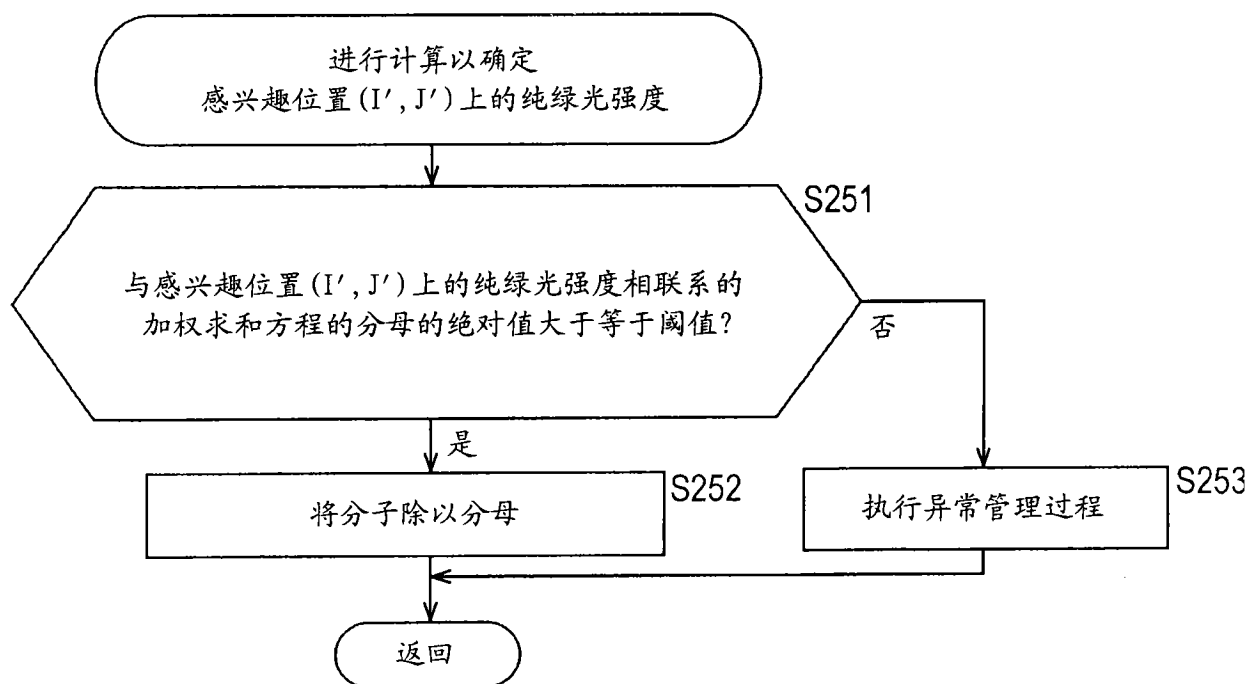 进行计算以确定
感兴趣位置(I′,J′)上的纯绿光强度
S251
与感兴趣位置(I′,J′)上的纯绿光强度相联系的
加权求和方程的分母的绝对值大于等于阈值?
否
是
S252
将分子除以分母
S253
执行异常管理过程
返回